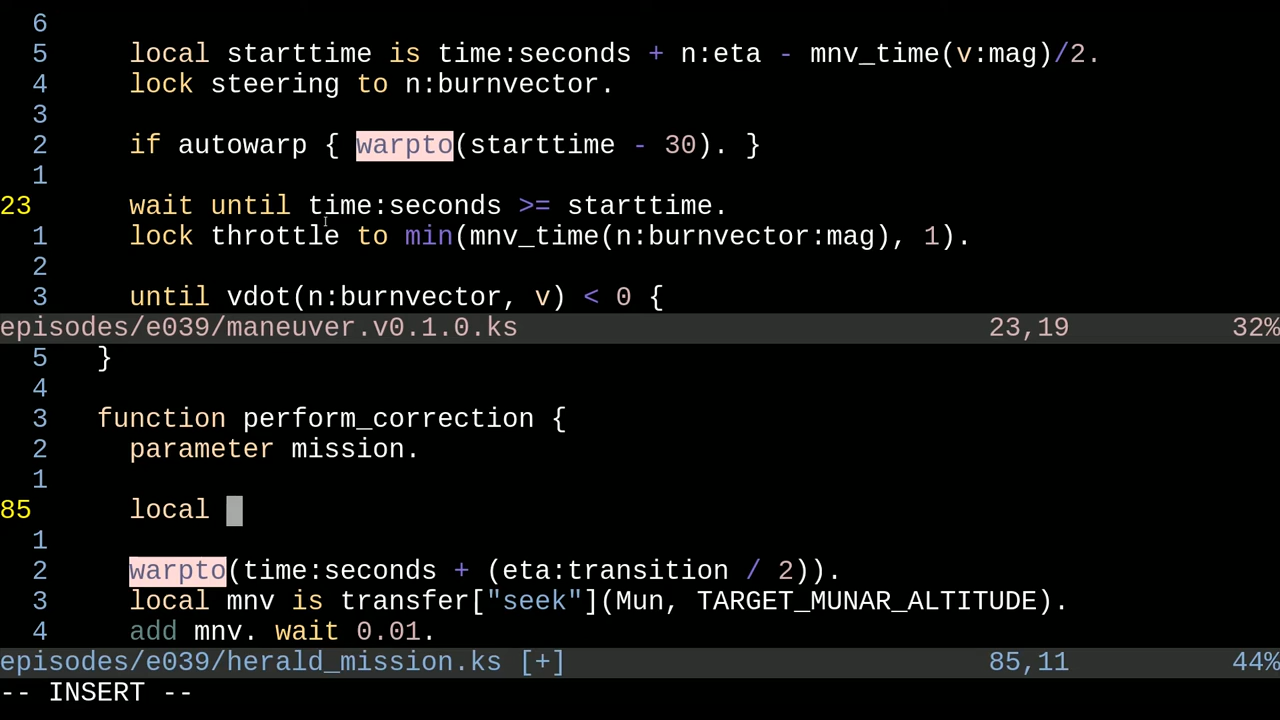 6
5     local starttime is time:seconds + n:eta - mnv_time(v:mag)/2.
4     lock steering to n:burnvector.
3
2     if autowarp { warpto(starttime - 30). }
1
23     wait until time:seconds >= starttime.
1     lock throttle to min(mnv_time(n:burnvector:mag), 1).
2
3     until vdot(n:burnvector, v) < 0 {
episodes/e039/maneuver.v0.1.0.ks 23,19 32%
5   }
4
3   function perform_correction {
2     parameter mission.
1
85     local
1
2     warpto(time:seconds + (eta:transition / 2)).
3     local mnv is transfer["seek"](Mun, TARGET_MUNAR_ALTITUDE).
4     add mnv. wait 0.01.
episodes/e039/herald_mission.ks [+] 85,11 44%
-- INSERT --